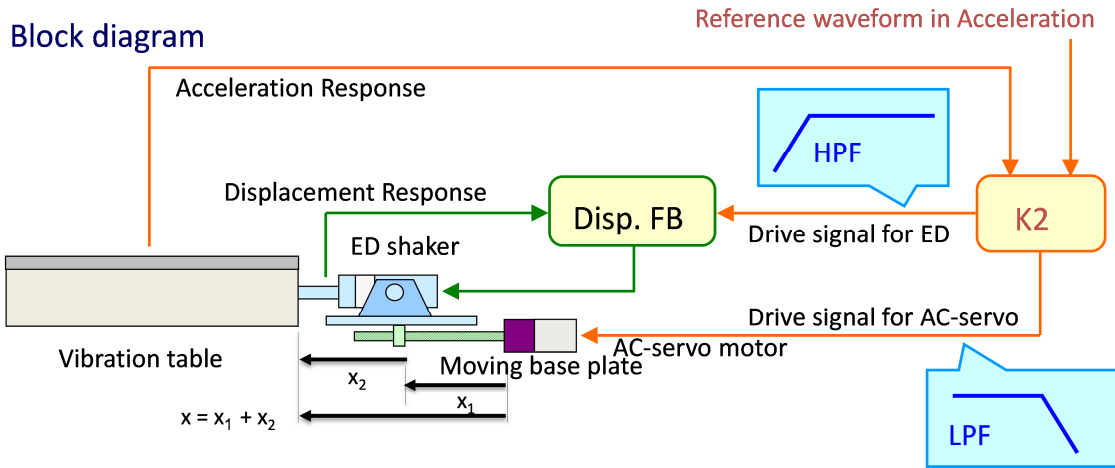 Reference waveform in Acceleration
Block diagram
Acceleration Response
HPF
Displacement Response
Disp. FB
K2
ED shaker
Drive signal for ED
Drive signal for AC-servo
AC-servo motor
Vibration table
Moving base plate
x₂
x₁
x = x₁ + x₂
LPF